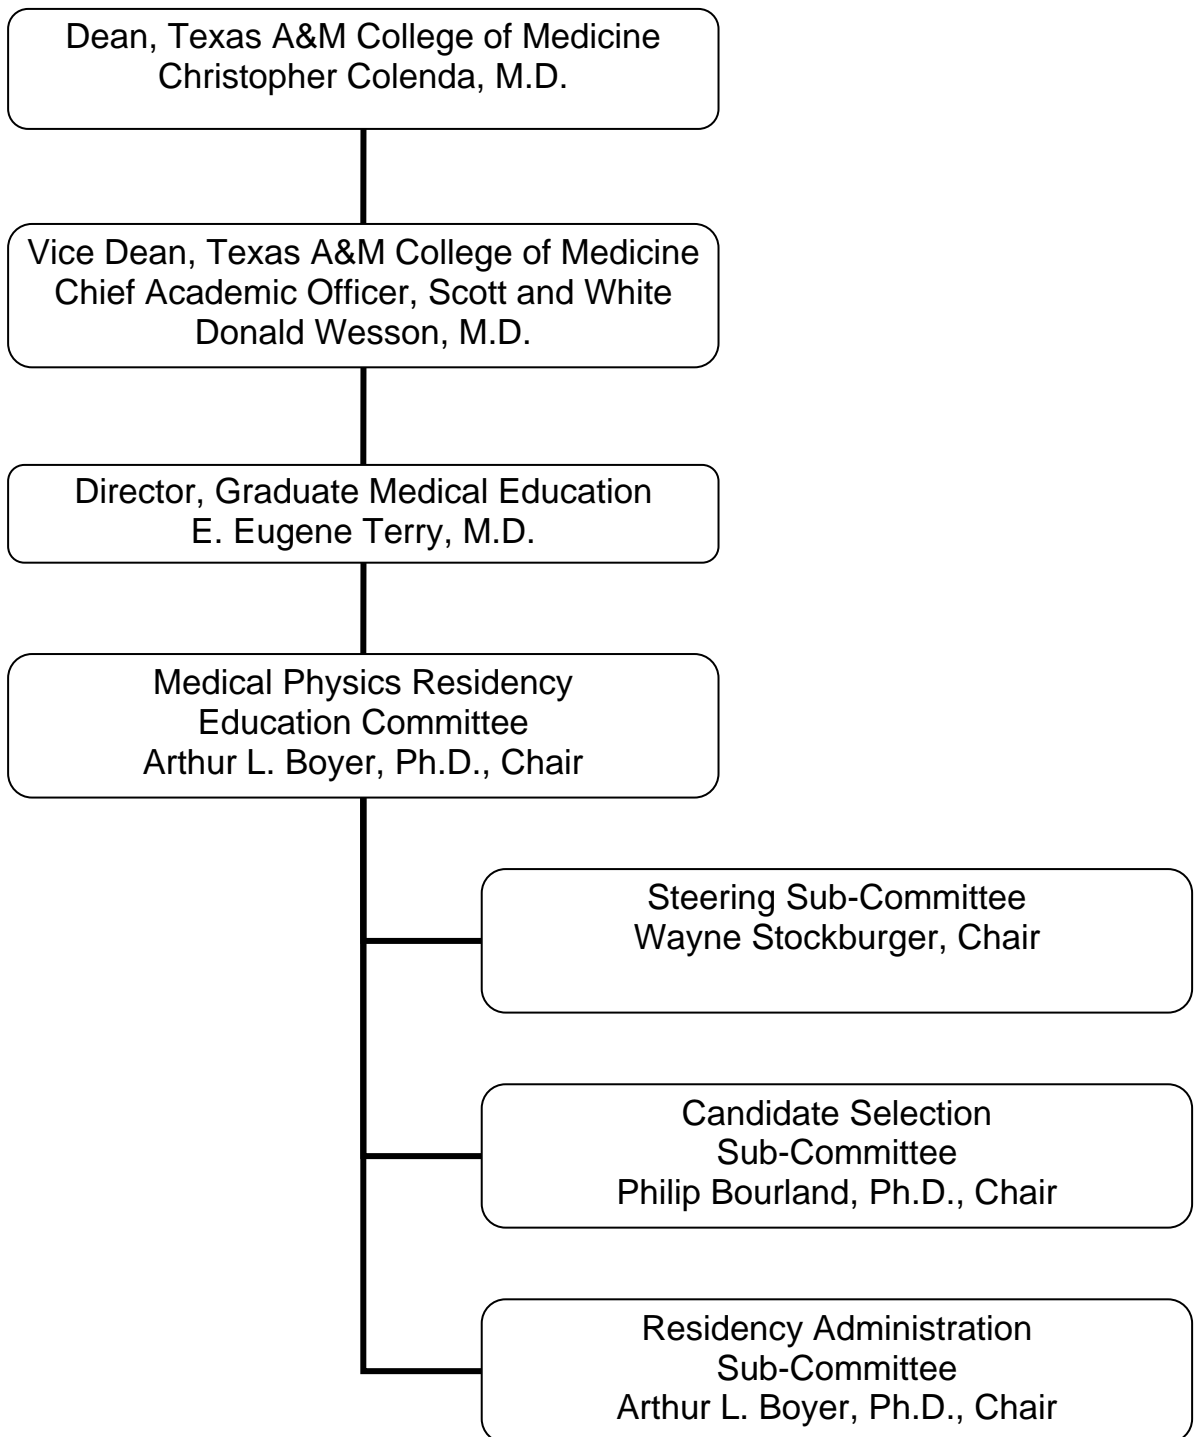 Dean, Texas A&M College of Medicine
Christopher Colenda, M.D.
Vice Dean, Texas A&M College of Medicine
Chief Academic Officer, Scott and White
Donald Wesson, M.D.
Director, Graduate Medical Education
E. Eugene Terry, M.D.
Medical Physics Residency
Education Committee
Arthur L. Boyer, Ph.D., Chair
Steering Sub-Committee
Wayne Stockburger, Chair
Candidate Selection
Sub-Committee
Philip Bourland, Ph.D., Chair
Residency Administration
Sub-Committee
Arthur L. Boyer, Ph.D., Chair